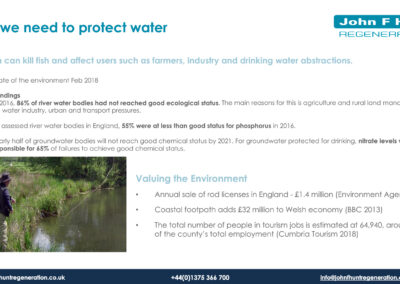 we need to protect water
John F H
REGENERA
can kill fish and affect users such as farmers, industry and drinking water abstractions.
ate of the environment Feb 2018
ndings
2016, 86% of river water bodies had not reached good ecological status. The main reasons for this is agriculture and rural land mana
water industry, urban and transport pressures.
assessed river water bodies in England, 55% were at less than good status for phosphorus in 2016.
arly half of groundwater bodies will not reach good chemical status by 2021. For groundwater protected for drinking, nitrate levels
ponsible for 65% of failures to achieve good chemical status.
Valuing the Environment
• Annual sale of rod licenses in England - £1.4 million (Environment Agen
• Coastal footpath adds £32 million to Welsh economy (BBC 2013)
• The total number of people in tourism jobs is estimated at 64,940, arou
of the county's total employment (Cumbria Tourism 2018)
fhuntregeneration.co.uk
+44(0)1375 366 700
info@johnfhuntregeneration.co